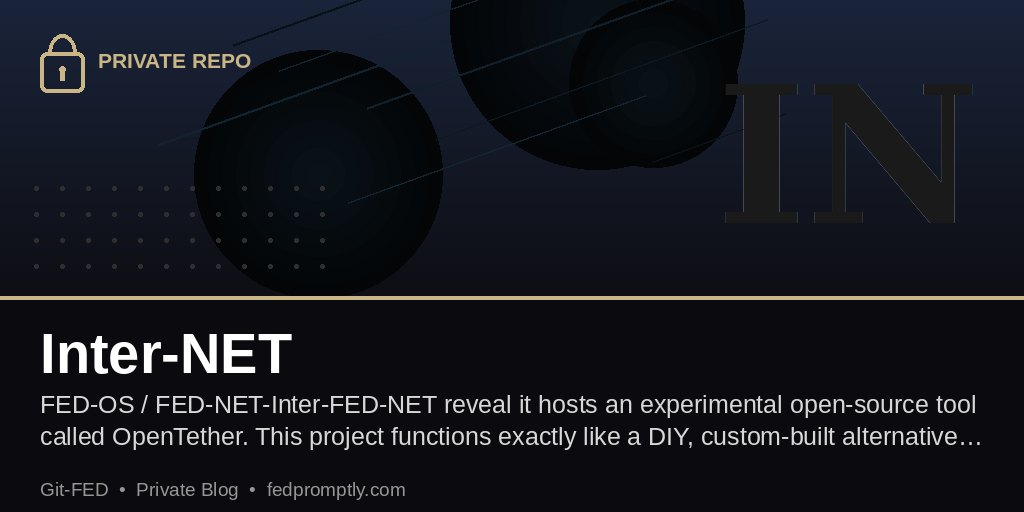 PRIVATE REPO
IN
Inter-NET
FED-OS / FED-NET-Inter-FED-NET reveal it hosts an experimental open-source tool
called OpenTether. This project functions exactly like a DIY, custom-built alternative…
Git-FED • Private Blog • fedpromptly.com